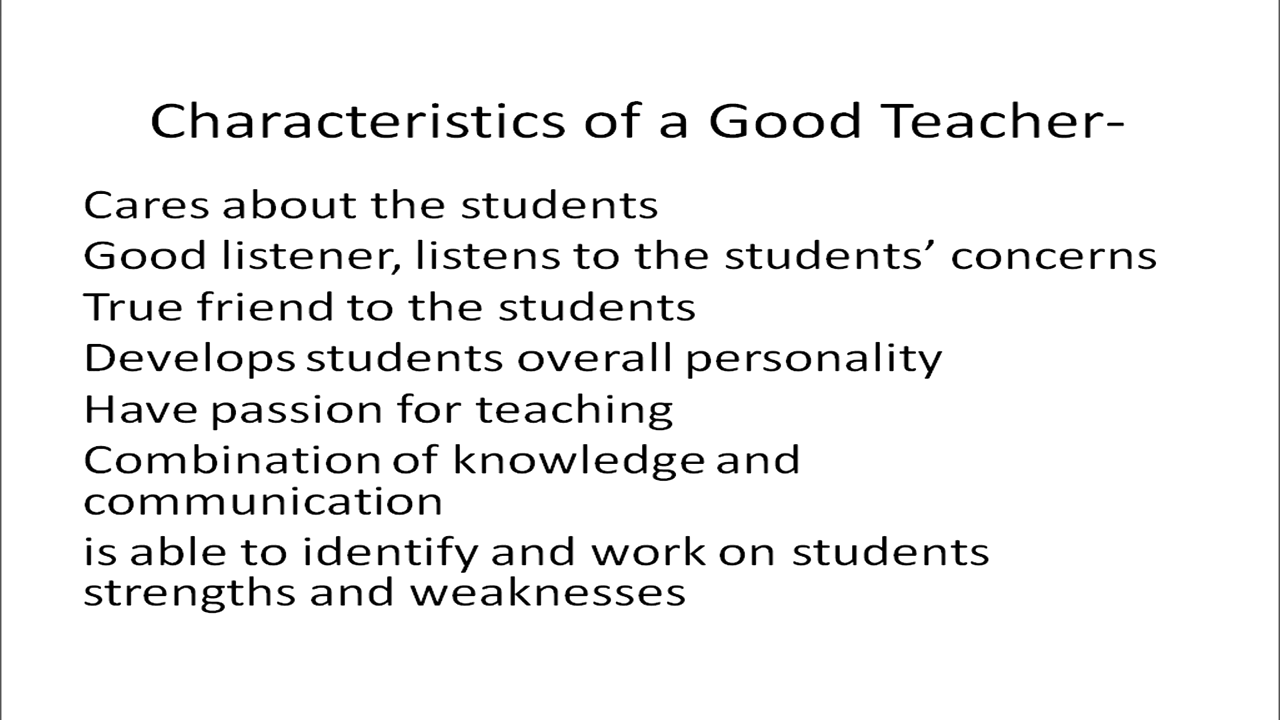 Characteristics of a Good Teacher-
Cares about the students
Good listener, listens to the students’ concerns
True friend to the students
Develops students overall personality
Have passion for teaching
Combination of knowledge and
communication
is able to identify and work on students
strengths and weaknesses